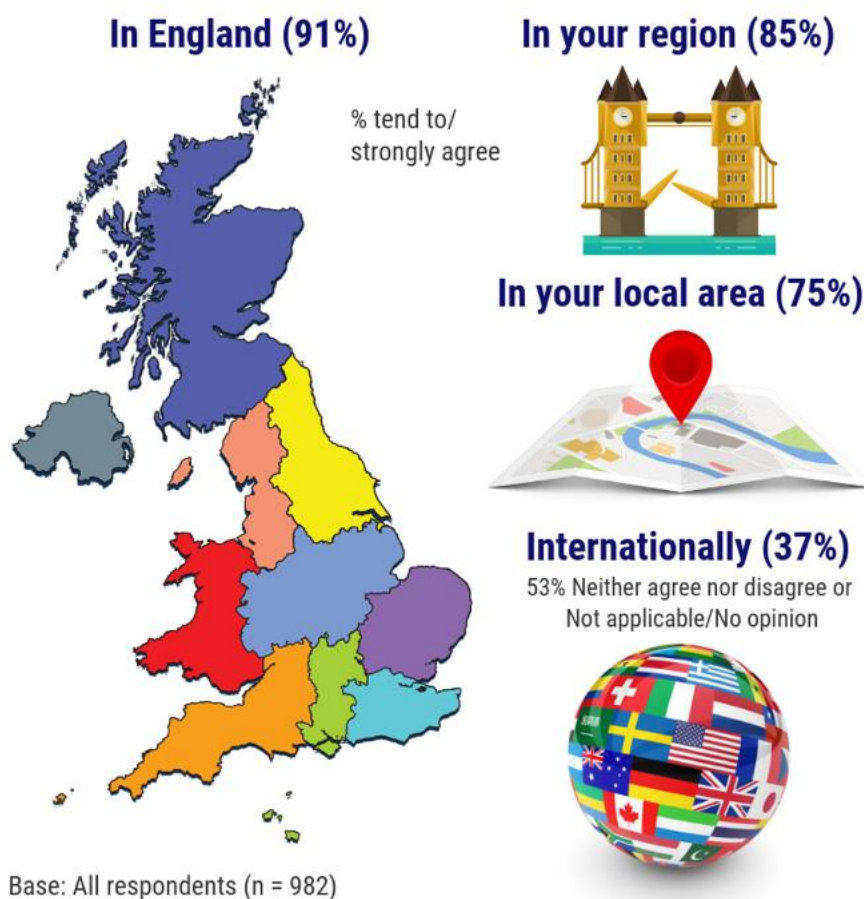 In England (91%)
% tend to/
strongly agree
In your region (85%)
In your local area (75%)
Internationally (37%)
53% Neither agree nor disagree or
Not applicable/No opinion
Base: All respondents (n = 982)